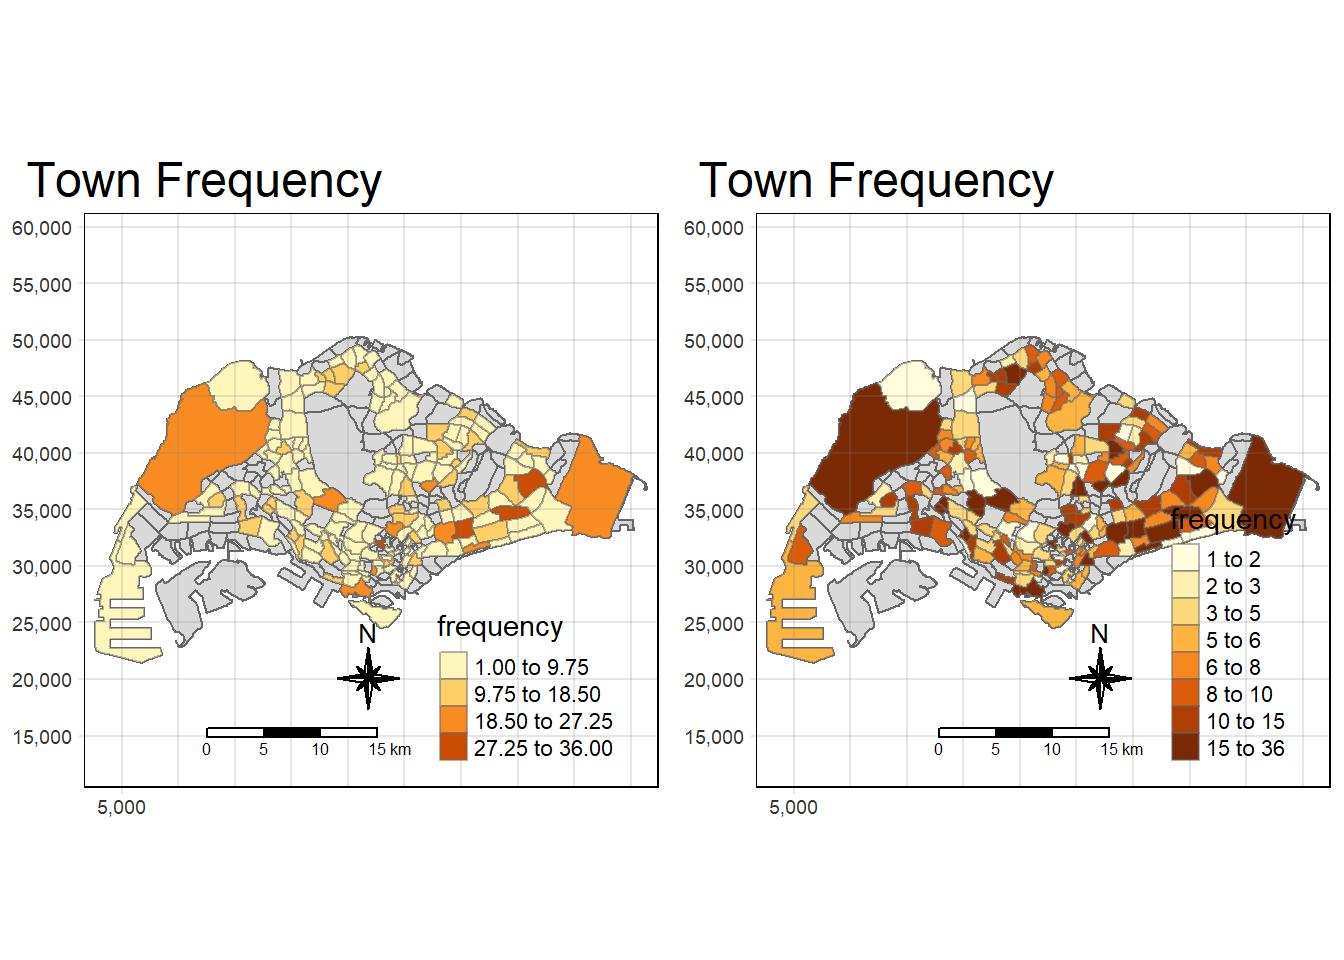 Town Frequency
60,000
55,000
50,000
45,000
40,000
35,000
30,000
25,000
20,000
15,000
5,000
N
0 5 10 15 km
frequency
1.00 to 9.75
9.75 to 18.50
18.50 to 27.25
27.25 to 36.00
Town Frequency
60,000
55,000
50,000
45,000
40,000
35,000
30,000
25,000
20,000
15,000
5,000
N
0 5 10 15 km
frequency
1 to 2
2 to 3
3 to 5
5 to 6
6 to 8
8 to 10
10 to 15
15 to 36